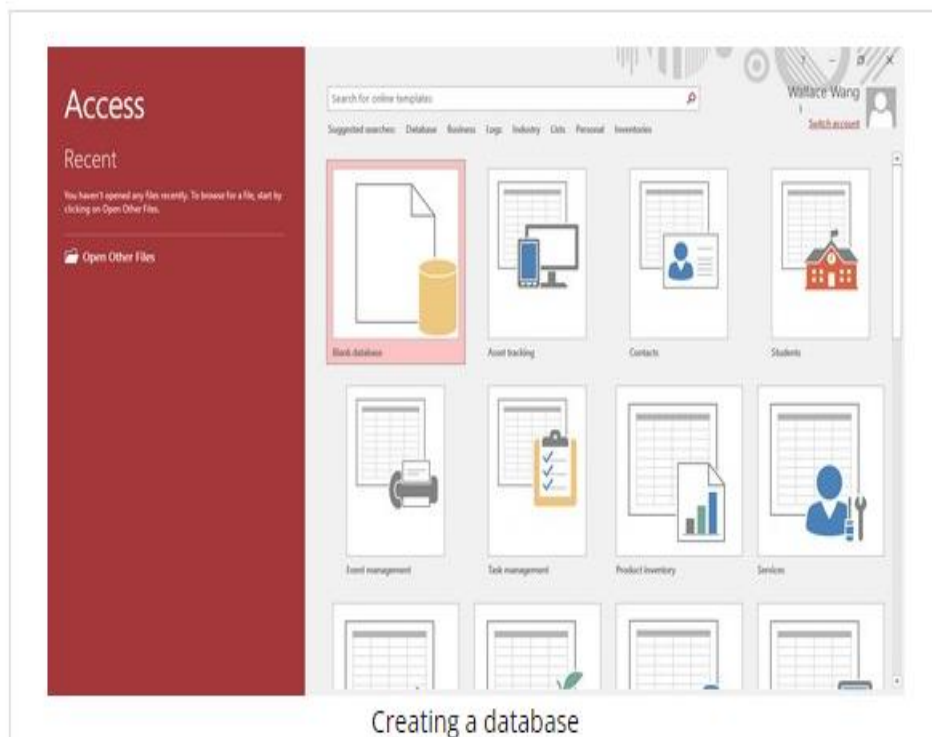 Access
Recent
You haven't opened any files recently. To browse for a file, start by
clicking on Open Other Files.
Open Other Files
Search for online templates
Suggested searches: Database Business Logs Industry Lists Personal Inventories
Wallace Wang
Switch account
Blank database
Asset tracking
Contacts
Students
Event management
Task management
Product inventory
Services
Creating a database